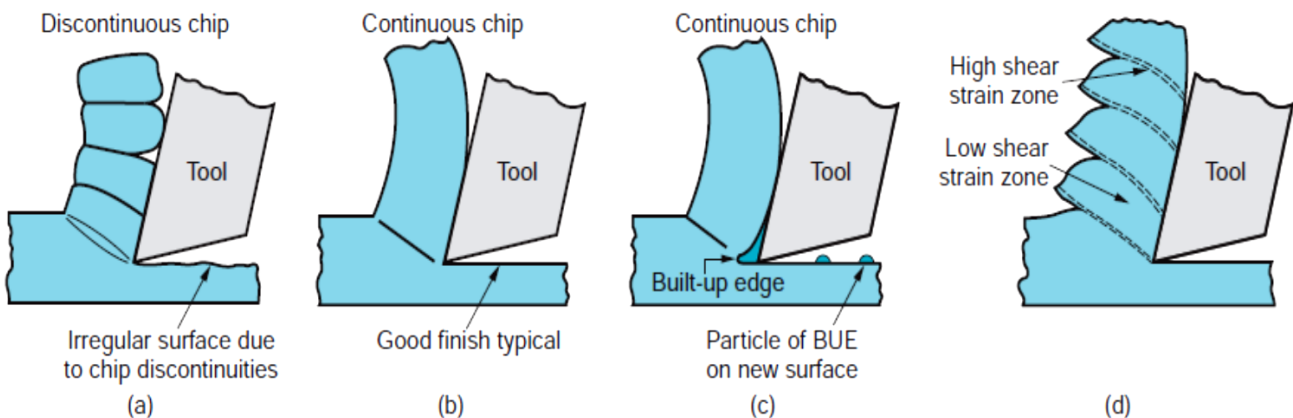 Discontinuous chip
Tool
Irregular surface due
to chip discontinuities
(a)
Continuous chip
Tool
Good finish typical
(b)
Continuous chip
Tool
Built-up edge
Particle of BUE
on new surface
(c)
High shear
strain zone
Low shear
strain zone
Tool
(d)